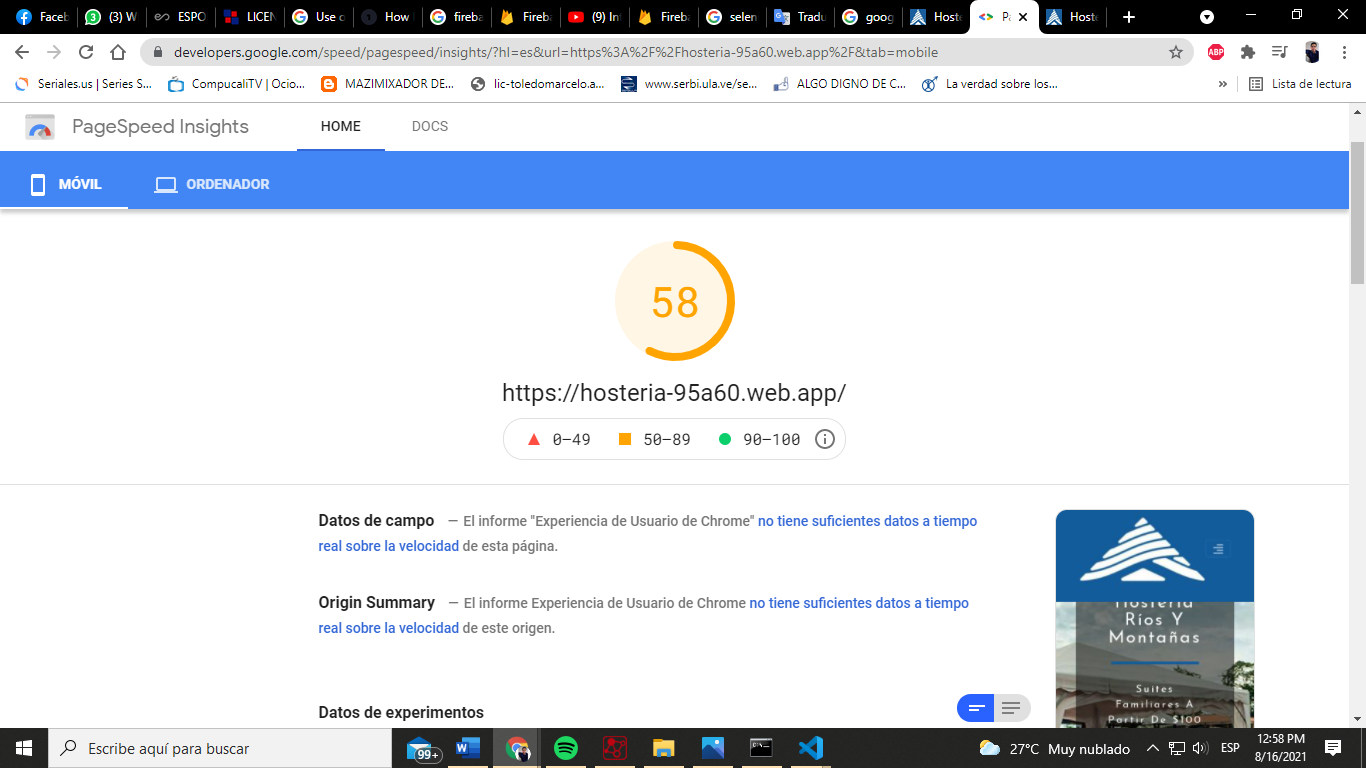 Faceb
(3) W
ESPO
LICEN
Use c
How
fireba
Fireba
(9) In
Fireba
selen
Tradu
goog
Hoste
Pa
Hoste
developers.google.com/speed/pagespeed/insights/?hl=es&url=https%3A%2F%2Fhosteria-95a60.web.app%2F&tab=mobile
ABP
Seriales.us | Series S...
CompucaliTV | Ocio...
MAZIMIXADOR DE...
lic-toledomarcelo.a...
www.serbi.ula.ve/se...
ALGO DIGNO DE C...
La verdad sobre los...
»
Lista de lectura
PageSpeed Insights
HOME
DOCS
MÓVIL
ORDENADOR
58
https://hosteria-95a60.web.app/
0–49
50–89
90–100
Datos de campo — El informe "Experiencia de Usuario de Chrome" no tiene suficientes datos a tiempo
real sobre la velocidad de esta página.
Origin Summary — El informe Experiencia de Usuario de Chrome no tiene suficientes datos a tiempo
real sobre la velocidad de este origen.
Datos de experimentos
Hostería
Ríos Y
Montañas
Suites
Familiares A
Partir De $100
Escribe aquí para buscar
99+
27°C Muy nublado
ESP
12:58 PM
8/16/2021